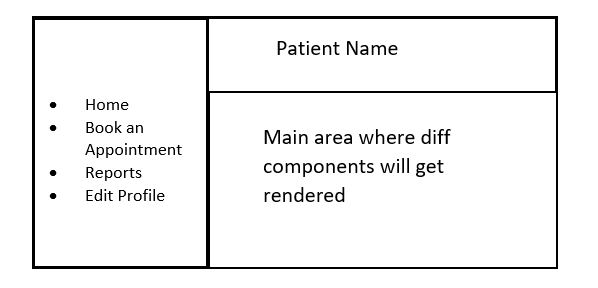 Patient Name
• Home
• Book an
Appointment
• Reports
• Edit Profile
Main area where diff
components will get
rendered